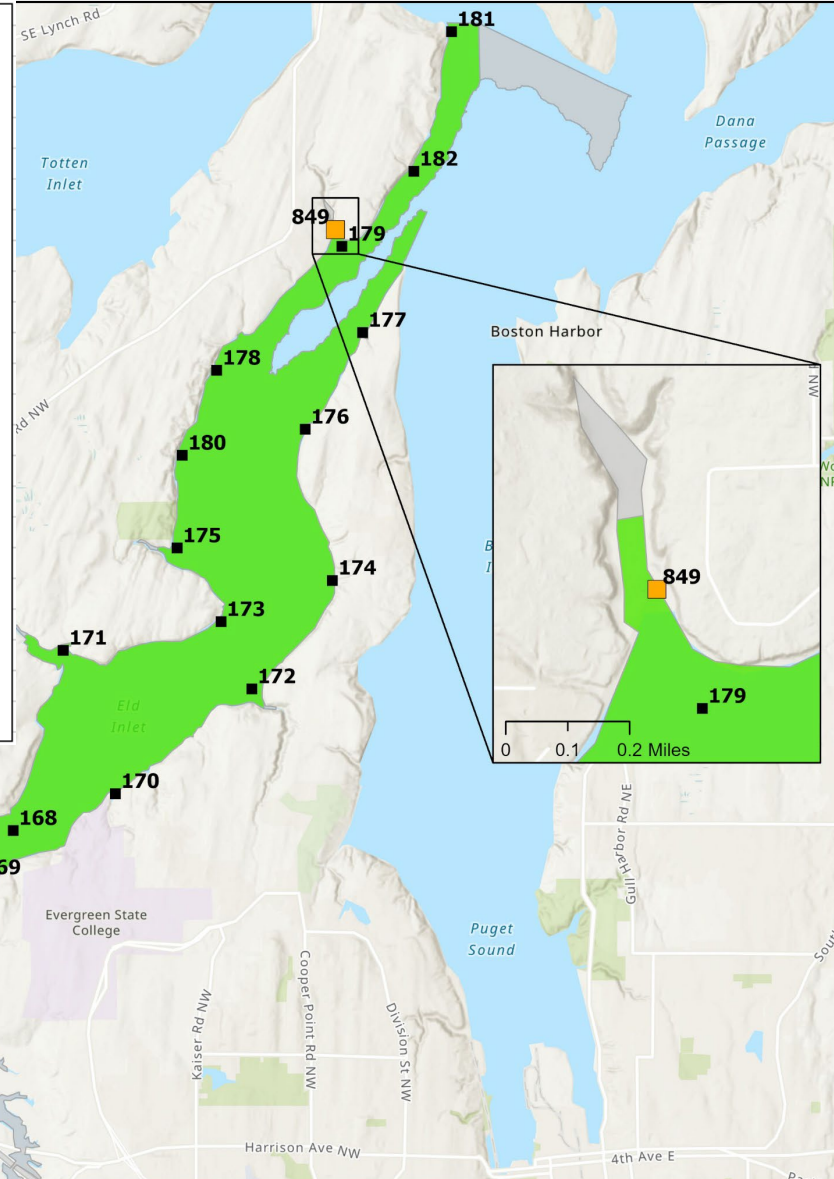 SE Lynch Rd
181
Dana
Passage
Totten
Inlet
182
849
179
177
Boston Harbor
178
Rd NW
176
180
175
174
173
171
172
Eld
Inlet
170
168
69
849
179
0 0.1 0.2 Miles
NW
B
I
Evergreen State
College
Puget
Sound
Gull Harbor Rd NE
Kaiser Rd NW
Cooper Point Rd NW
Division St NW
Harrison Ave NW
4th Ave E